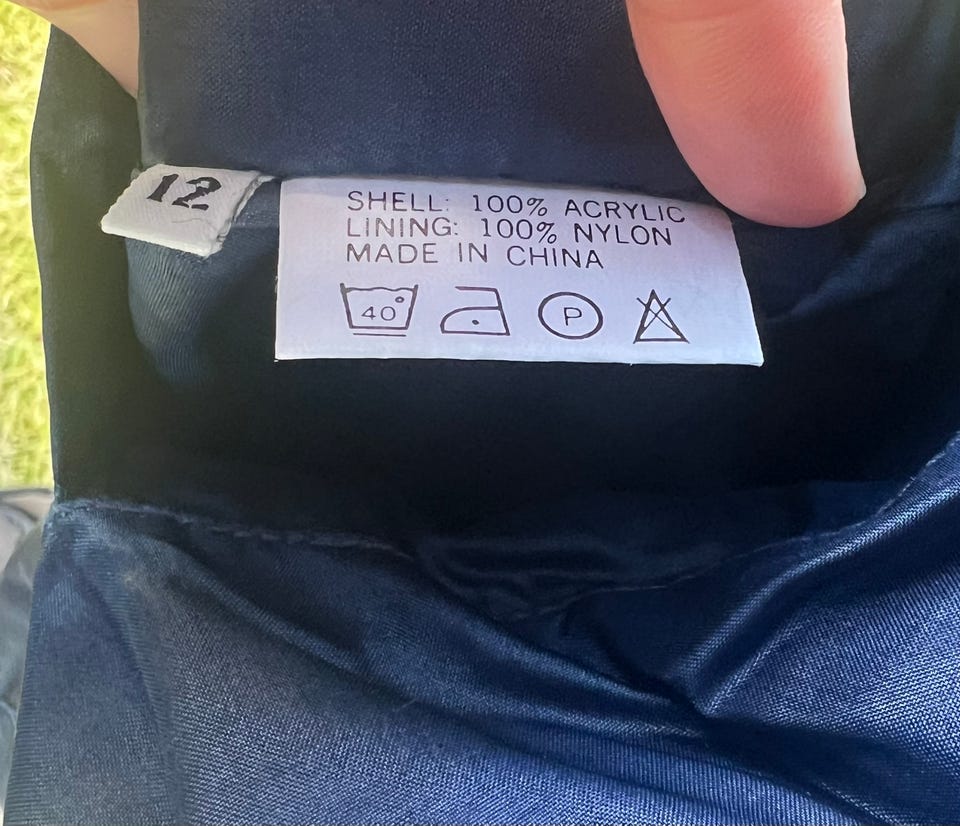 12
SHELL: 100% ACRYLIC
LINING: 100% NYLON
MADE IN CHINA
40° P